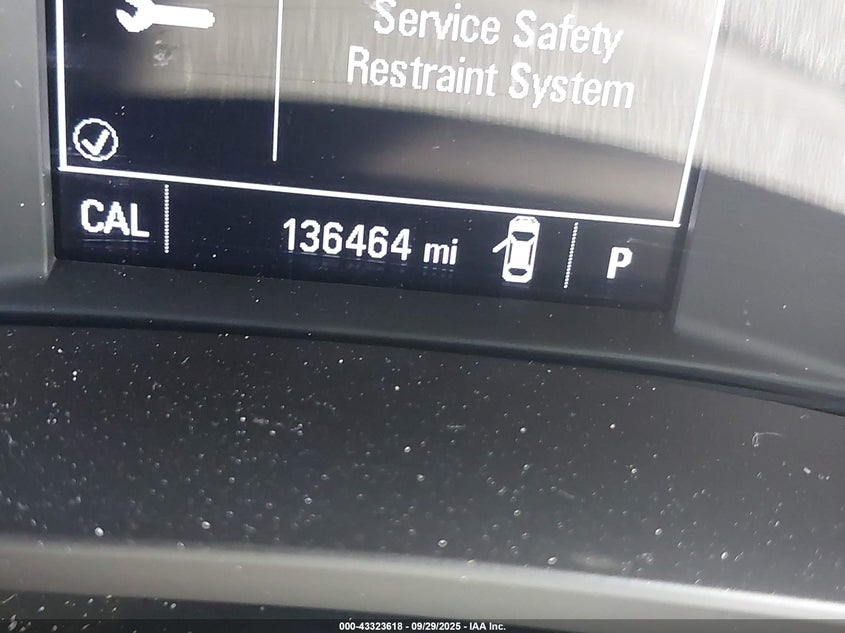 Service Safety
Restraint System
CAL 136464 mi P
000-43323618 - 09/29/2025 - IAA Inc.